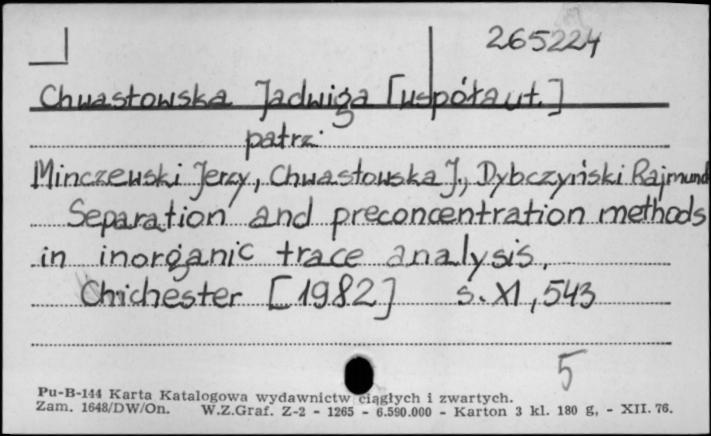 265224
Chwastowska Jadwiga [współaut.]
patrz:
Minczewski Jerzy, Chwastowska J., Dybczyński Rajmund
Separation and preconcentration methods
in inorganic trace analysis,
Chichester [1982] s. XI, 543
5
Pu-B-144 Karta Katalogowa wydawnictw ciągłych i zwartych.
Zam. 1648/DW/On. W.Z.Graf. Z-2 - 1265 - 6.590.000 - Karton 3 kl. 180 g, - XII. 76.